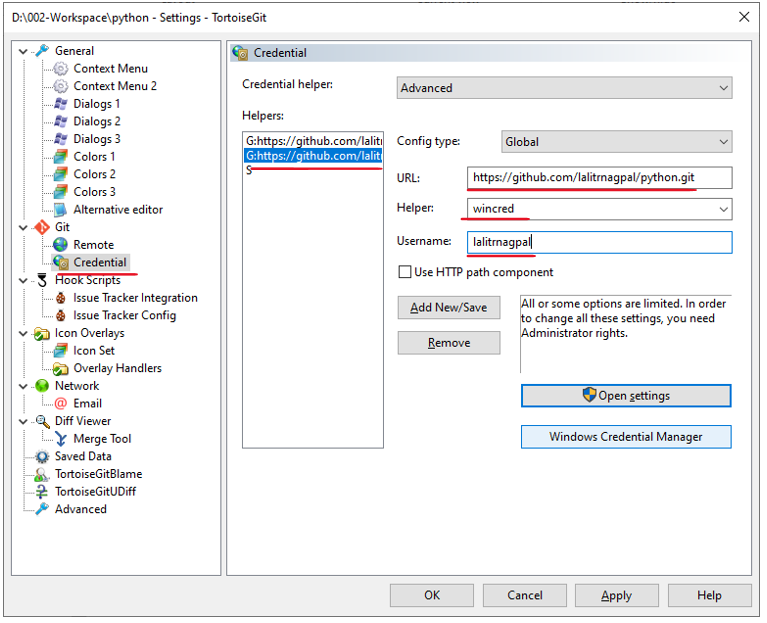 D:\002-Workspace\python - Settings - TortoiseGit
General
Context Menu
Context Menu 2
Dialogs 1
Dialogs 2
Dialogs 3
Colors 1
Colors 2
Colors 3
Alternative editor
Git
Remote
Credential
Hook Scripts
Issue Tracker Integration
Issue Tracker Config
Icon Overlays
Icon Set
Overlay Handlers
Network
Email
Diff Viewer
Merge Tool
Saved Data
TortoiseGitBlame
TortoiseGitUDiff
Advanced
Credential
Credential helper:
Advanced
Helpers:
G:https://github.com/lalitr
G:https://github.com/lalitr
S
Config type:
Global
URL:
https://github.com/lalitrnagpal/python.git
Helper:
wincred
Username:
lalitrnagpal
Use HTTP path component
Add New/Save
Remove
All or some options are limited. In order
to change all these settings, you need
Administrator rights.
Open settings
Windows Credential Manager
OK
Cancel
Apply
Help